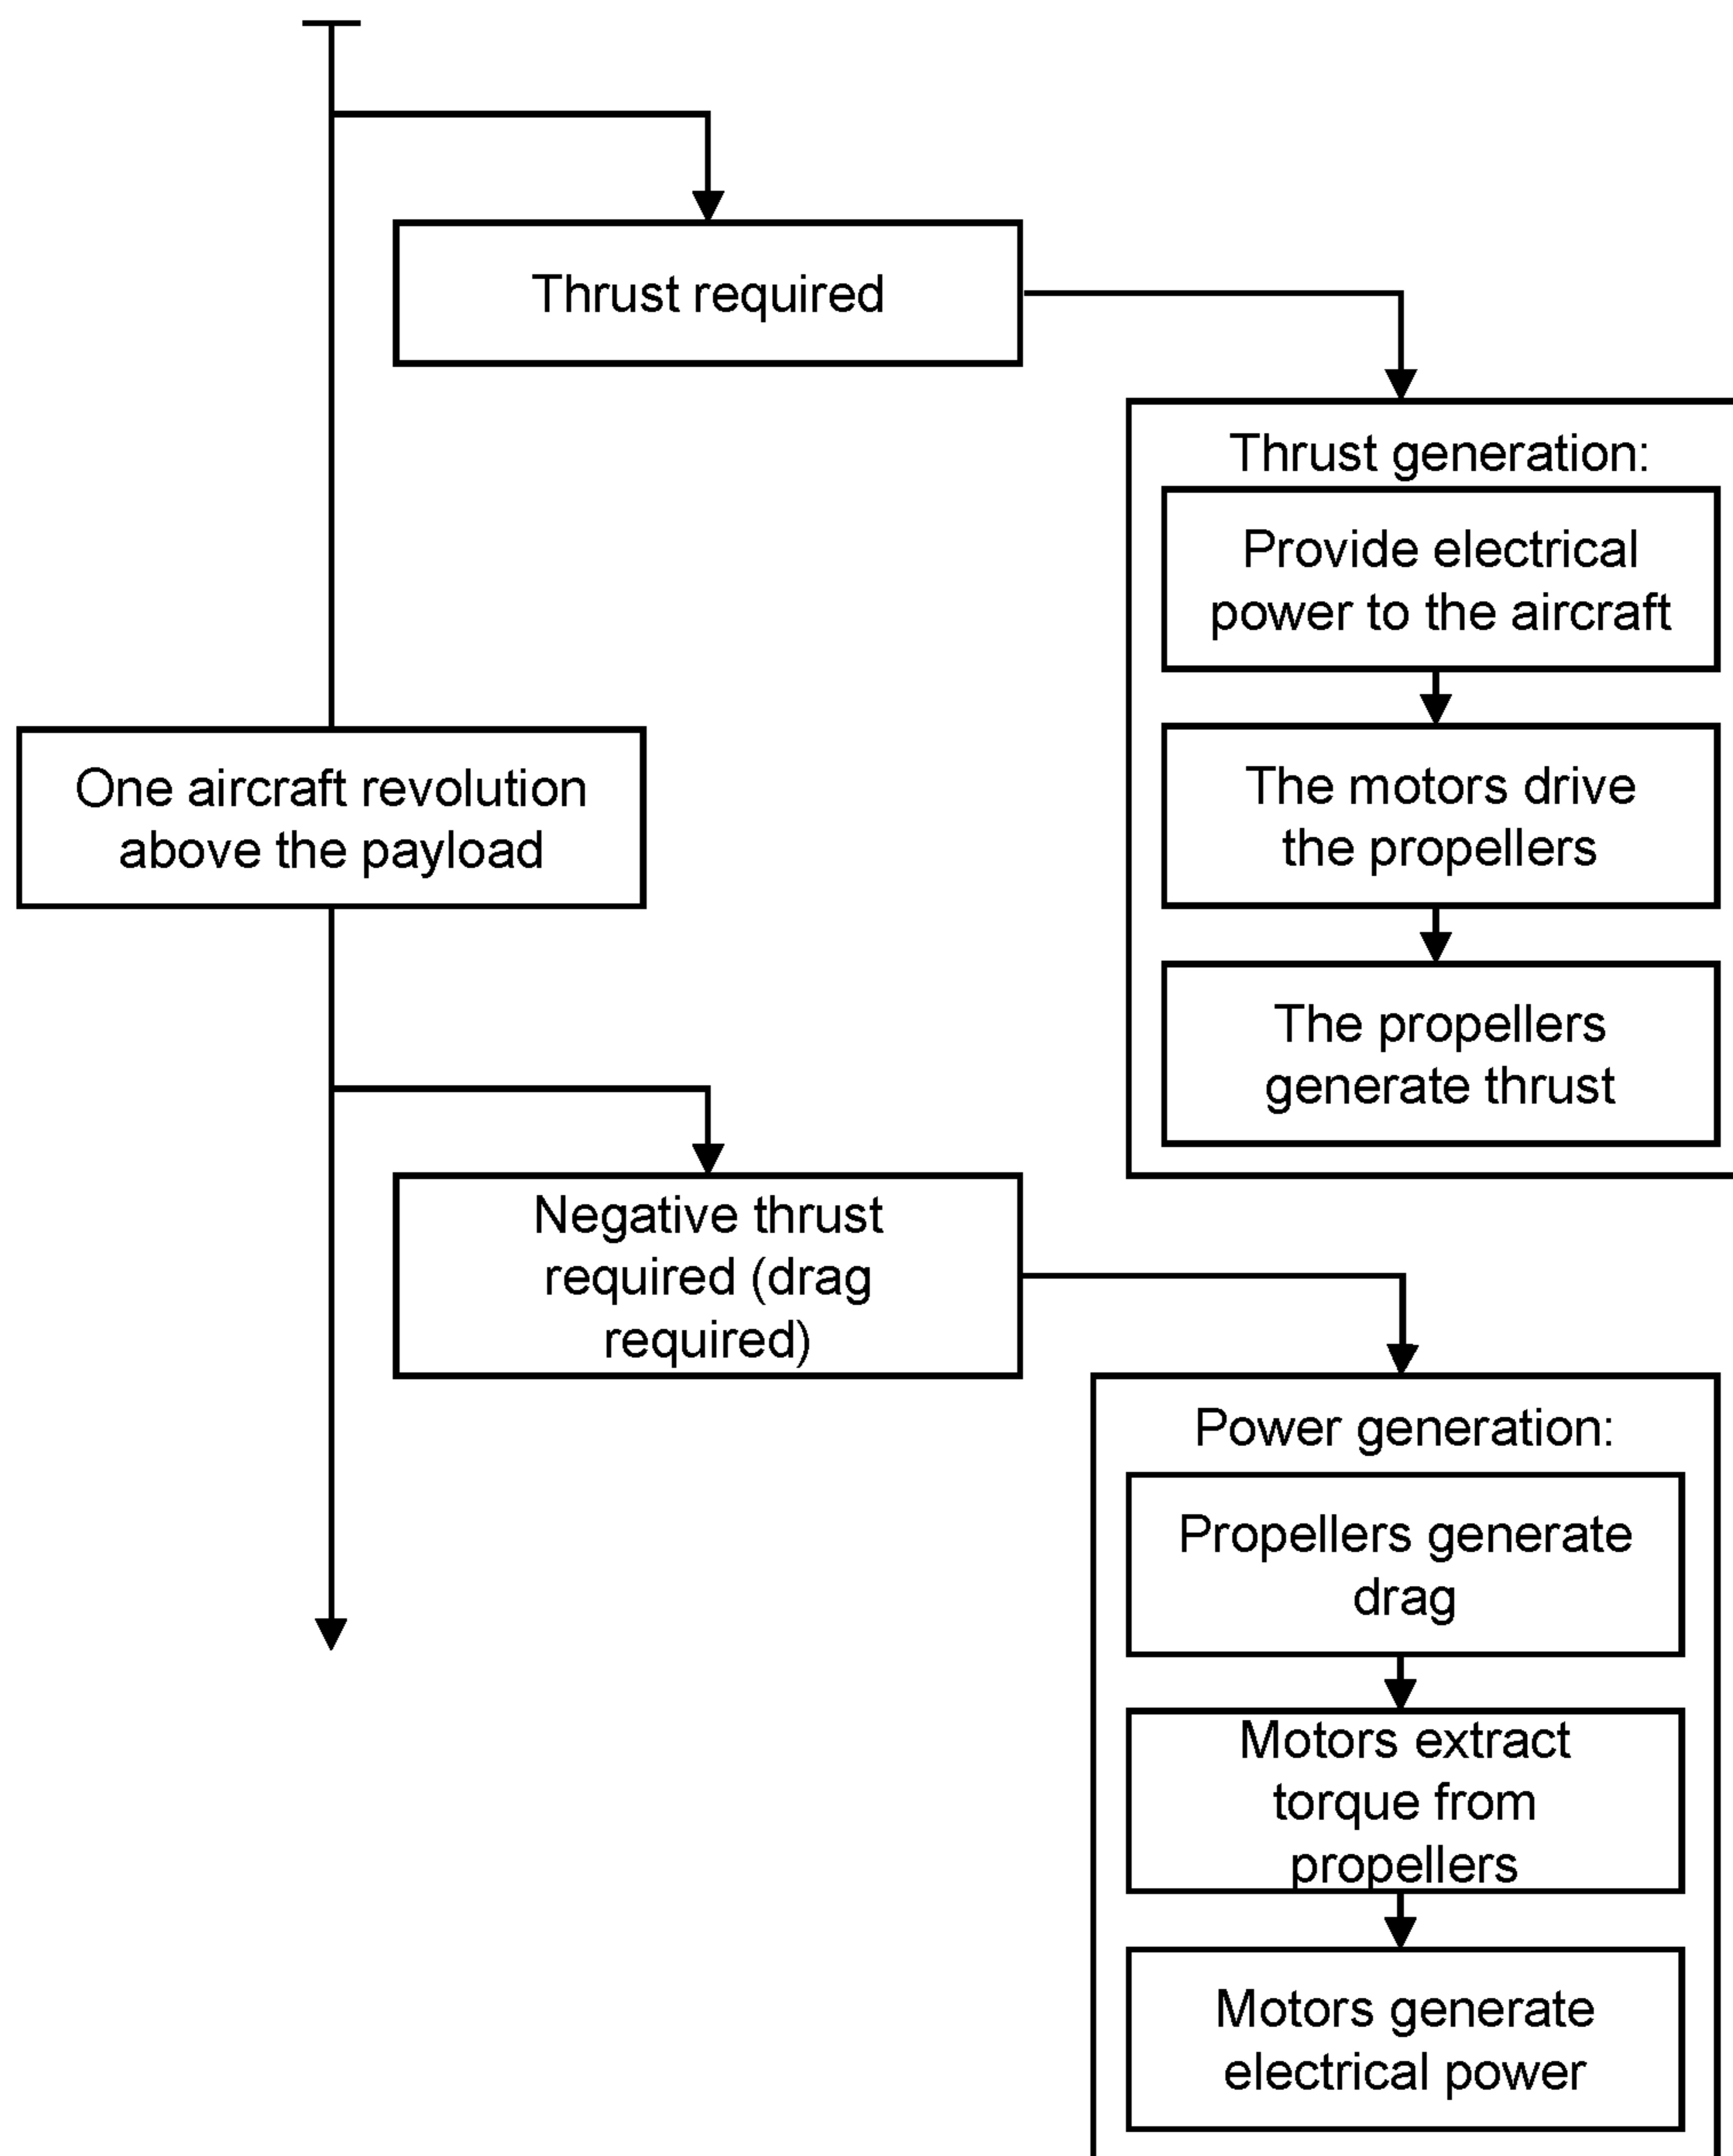 Thrust required
Thrust generation:
Provide electrical
power to the aircraft
The motors drive
the propellers
The propellers
generate thrust
One aircraft revolution
above the payload
Negative thrust
required (drag
required)
Power generation:
Propellers generate
drag
Motors extract
torque from
propellers
Motors generate
electrical power